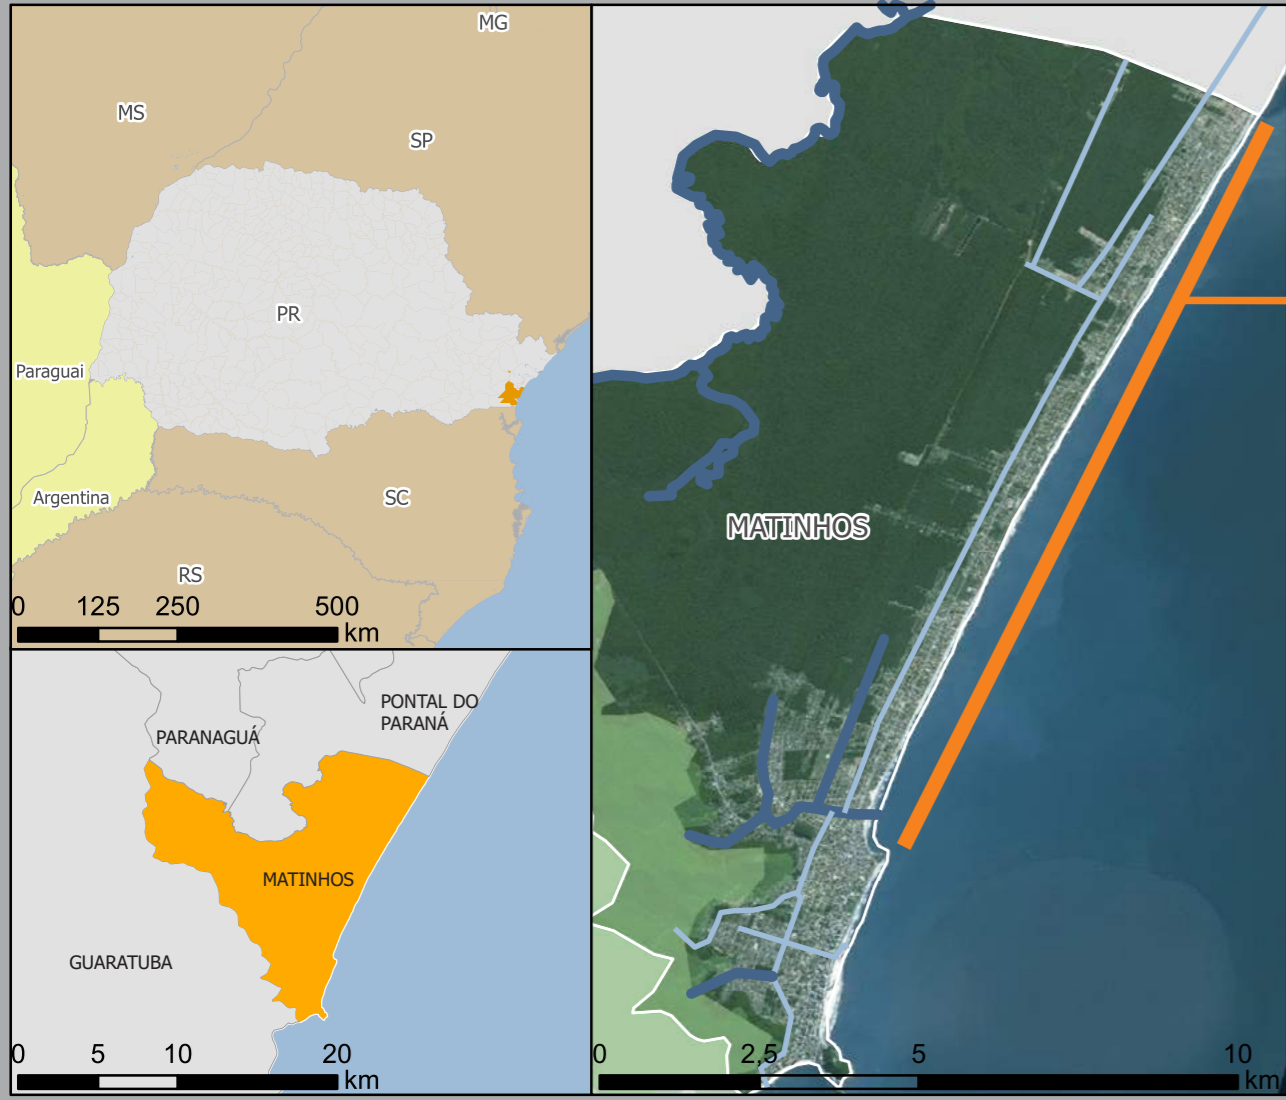 MG
MS
SP
PR
Paraguai
Argentina
SC
RS
0 125 250 500
km
PONTAL DO
PARANÁ
PARANAGUÁ
MATINHOS
GUARATUBA
0 5 10 20
km
MATINHOS
0 2,5 5 10
km